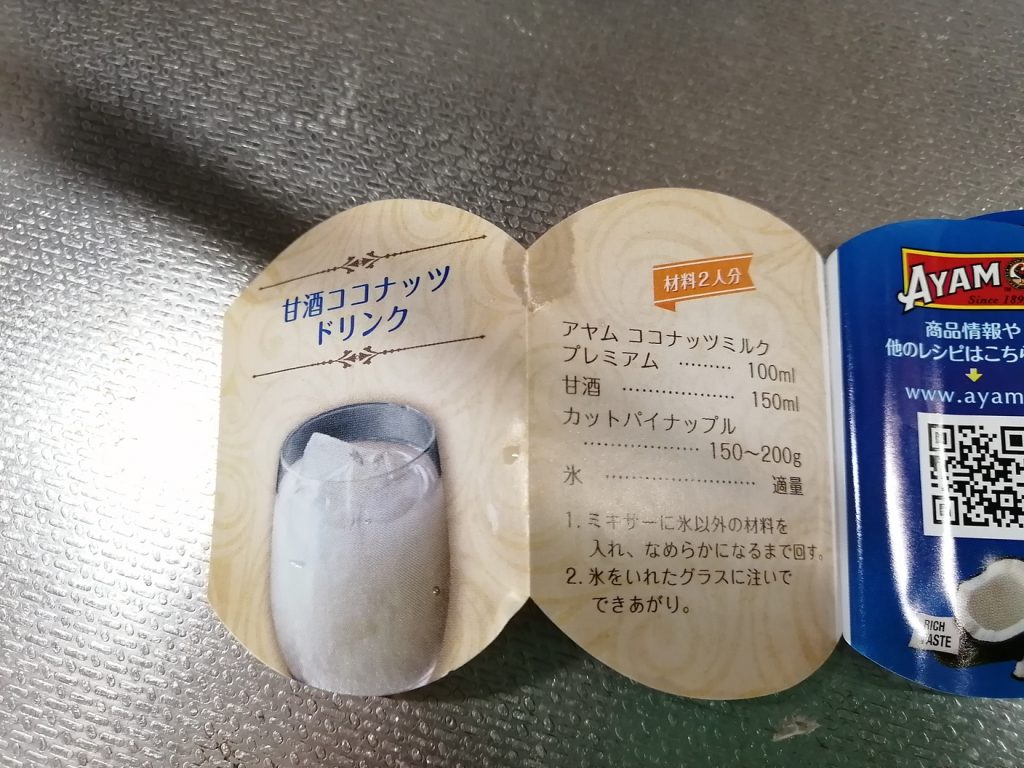 甘酒ココナッツ
ドリンク
材料2人分
アヤム ココナッツミルク
プレミアム ……… 100ml
甘酒 ……………… 150ml
カットパイナップル
……………… 150〜200g
氷 …………………… 適量
1. ミキサーに氷以外の材料を
入れ、なめらかになるまで回す。
2. 氷をいれたグラスに注いで
できあがり。
AYAM
Since 189
商品情報や
他のレシピはこちら
www.ayam
RICH
TASTE